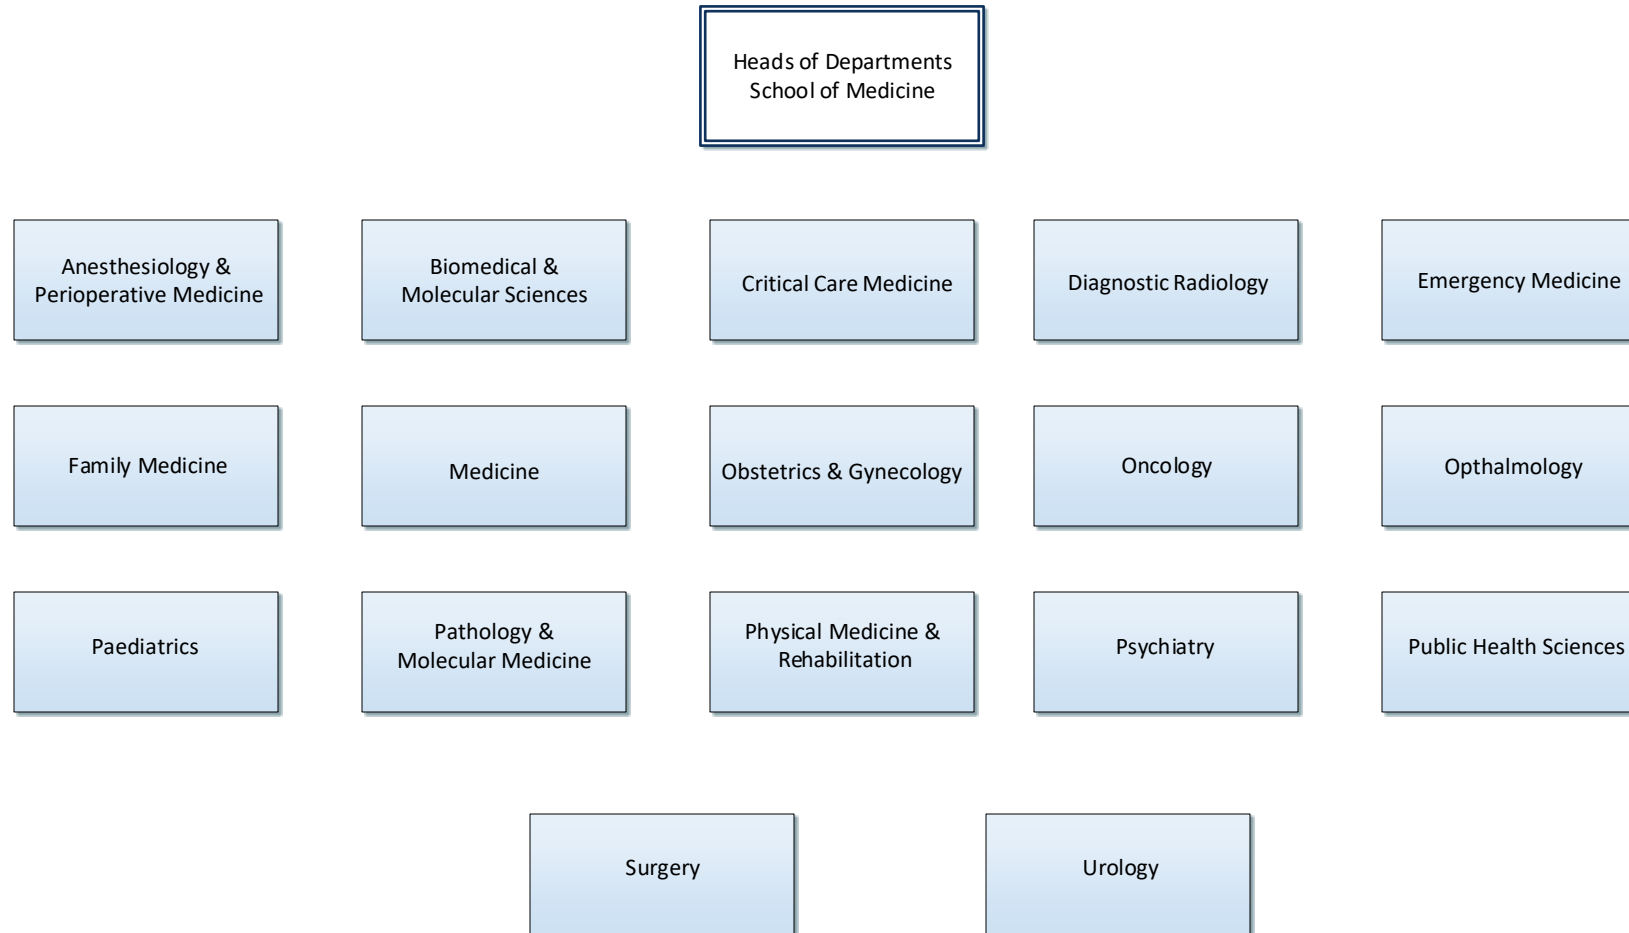 Heads of Departments
School of Medicine
Anesthesiology &
Perioperative Medicine
Biomedical &
Molecular Sciences
Critical Care Medicine
Diagnostic Radiology
Emergency Medicine
Family Medicine
Medicine
Obstetrics & Gynecology
Oncology
Opthalmology
Paediatrics
Pathology &
Molecular Medicine
Physical Medicine &
Rehabilitation
Psychiatry
Public Health Sciences
Surgery
Urology